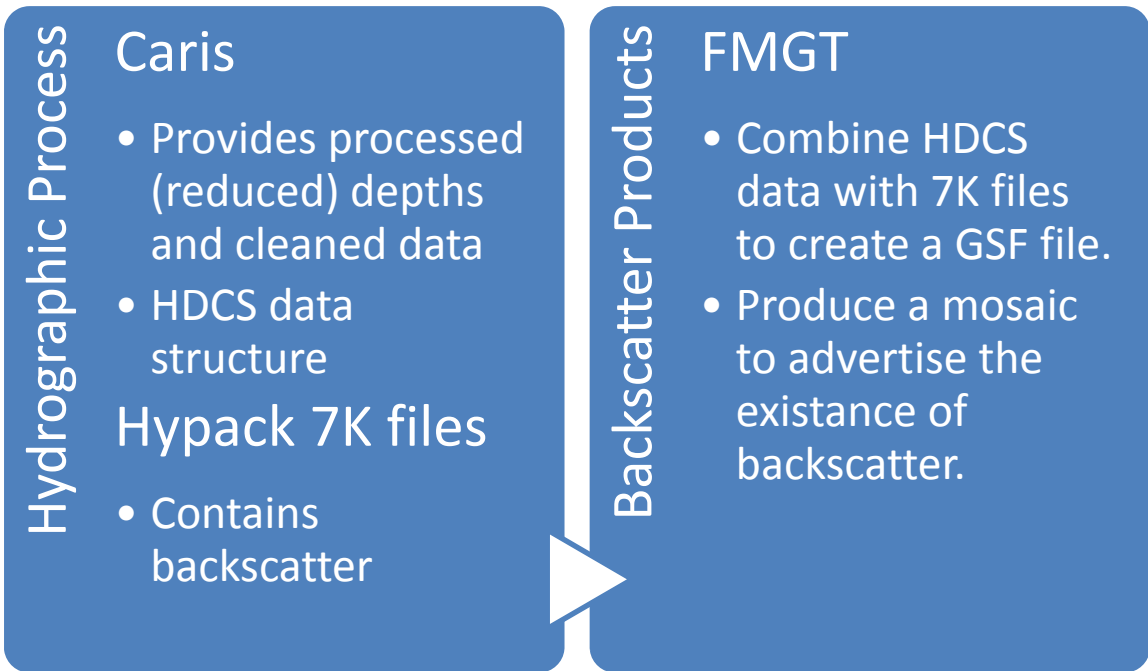 Hydrographic Process
Caris
• Provides processed
(reduced) depths
and cleaned data
• HDCS data
structure
Hypack 7K files
• Contains
backscatter
Backscatter Products
FMGT
• Combine HDCS
data with 7K files
to create a GSF file.
• Produce a mosaic
to advertise the
existance of
backscatter.